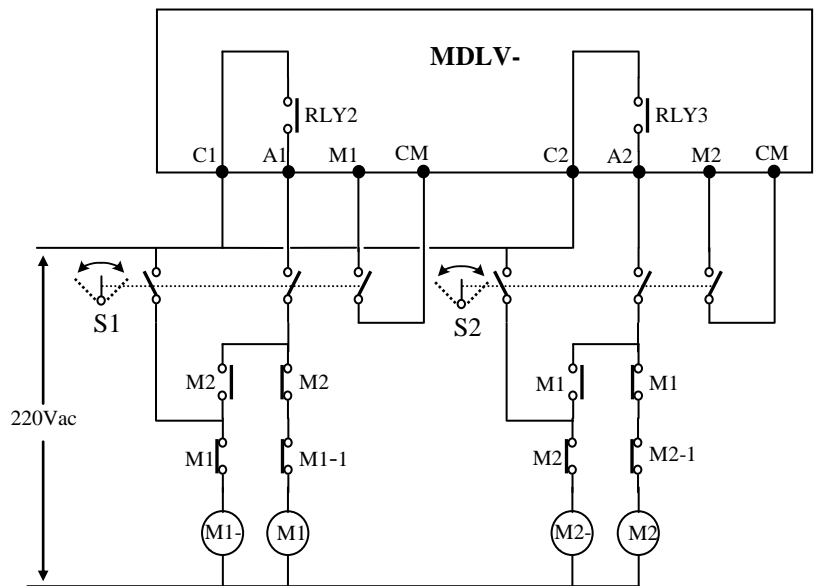 MDLV-
RLY2 RLY3
C1 A1 M1 CM C2 A2 M2 CM
S1 S2
M2 M2 M1 M1
220Vac
M1 M1-1 M2 M2-1
M1- M1 M2- M2